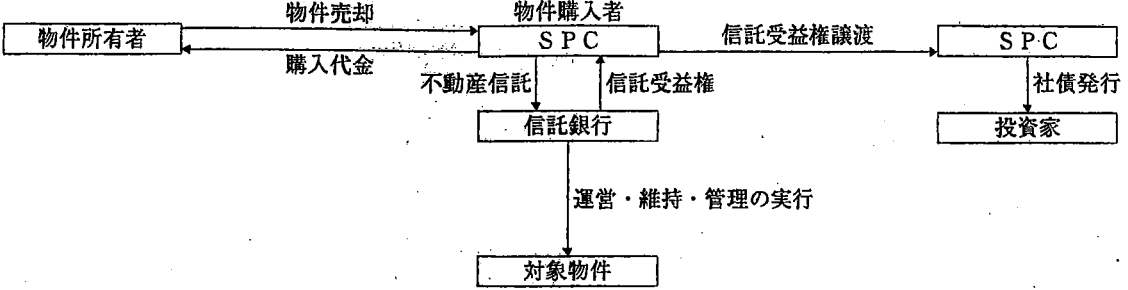 物件売却
物件購入者
物件所有者
SPC
信託受益権譲渡
SPC
購入代金
不動産信託
信託受益権
社債発行
信託銀行
投資家
運営・維持・管理の実行
対象物件